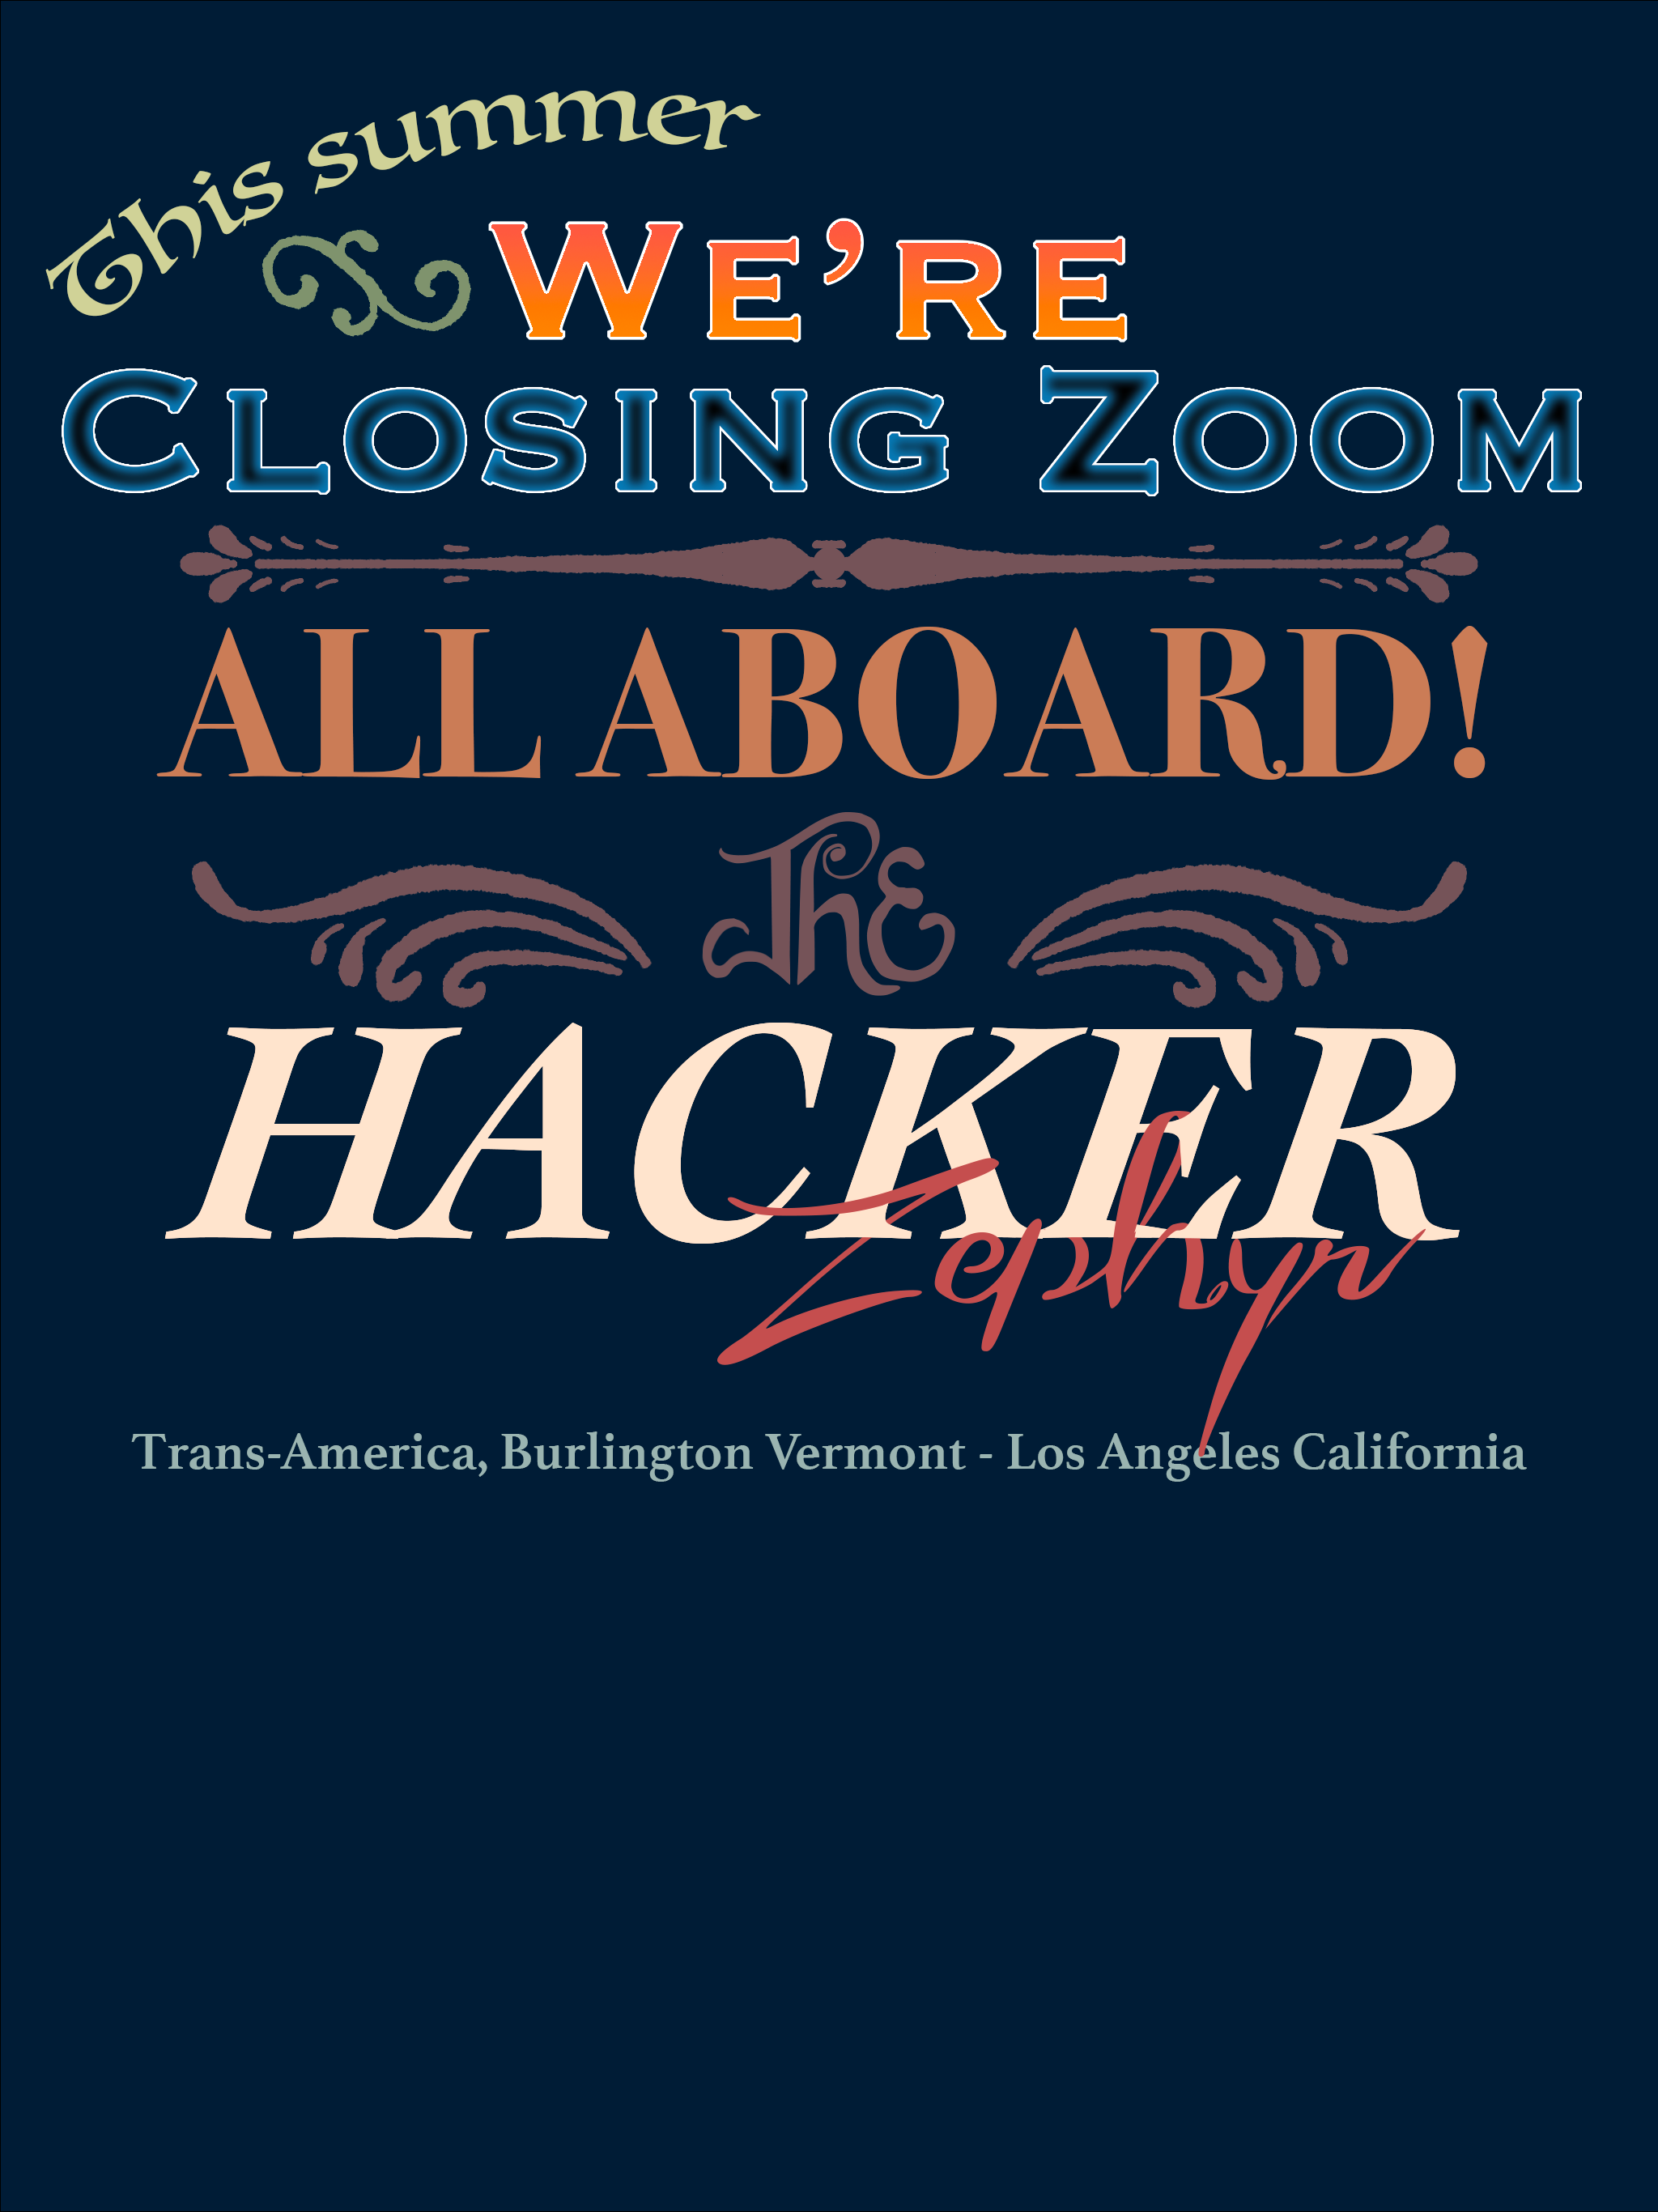 This summer
We’re
Closing Zoom
ALL ABOARD!
The
HACKER
Zephyr
Trans-America, Burlington Vermont - Los Angeles California